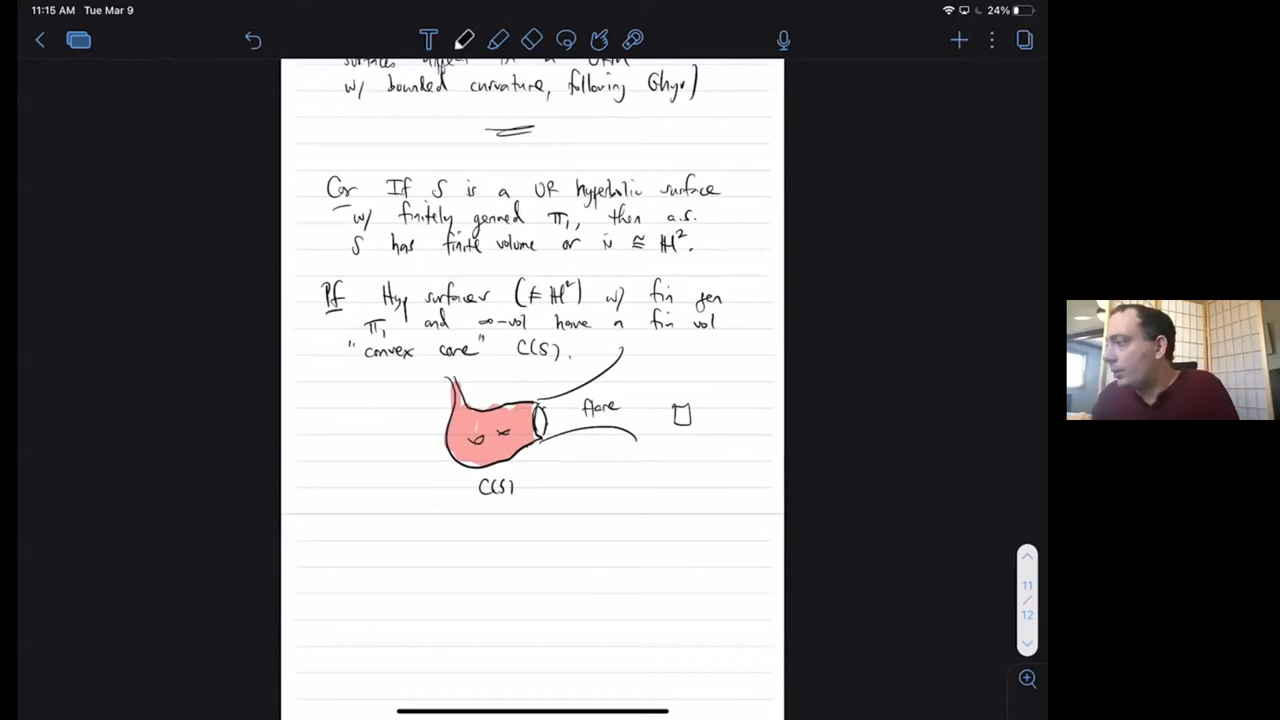 11:15 AM Tue Mar 9
24%
w/ bounded curvature, following Ghys)
Cor If S is a UR hyperbolic surface
w/ finitely genned π₁, then a.s.
S has finite volume or is ≅ ℍ².
Pf Hyp surfaces (≠ ℍ²) w/ fin gen
π₁ and ∞-vol have a fin vol
"convex core" C(S).
flare
C(S)
11
/
12